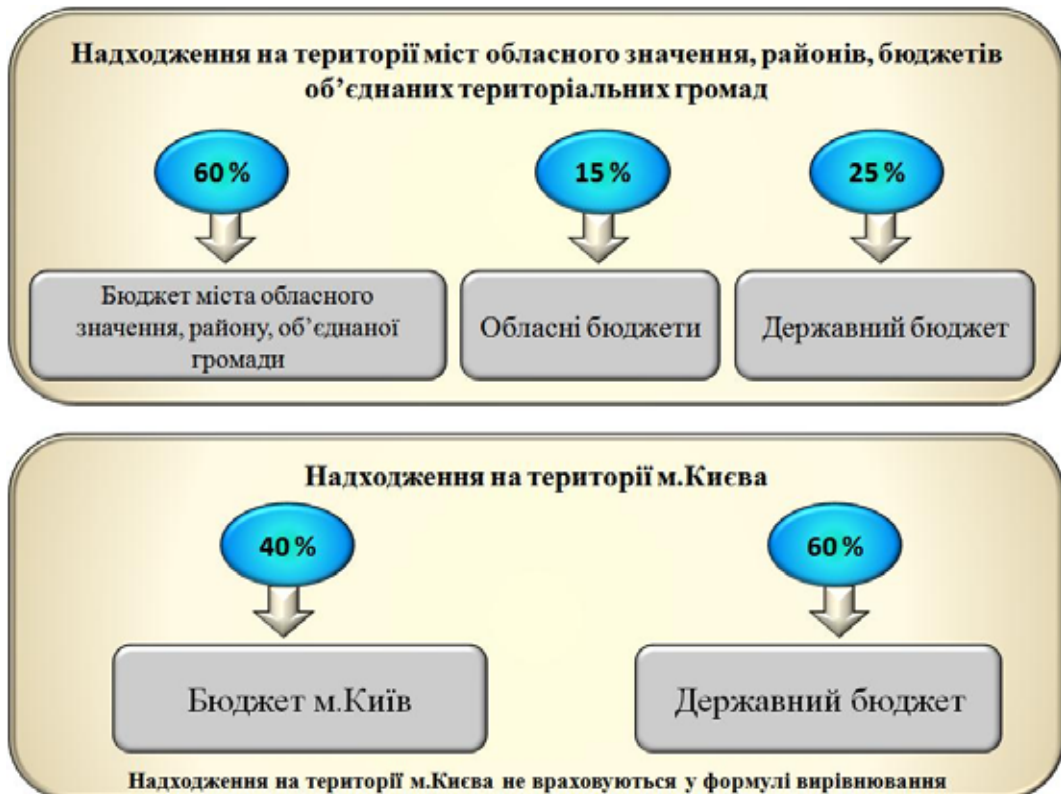 Надходження на території міст обласного значення, районів, бюджетів
об’єднаних територіальних громад
60 %
15 %
25 %
Бюджет міста обласного
значення, району, об’єднаної
громади
Обласні бюджети
Державний бюджет
Надходження на території м.Києва
40 %
60 %
Бюджет м.Київ
Державний бюджет
Надходження на території м.Києва не враховуються у формулі вирівнювання